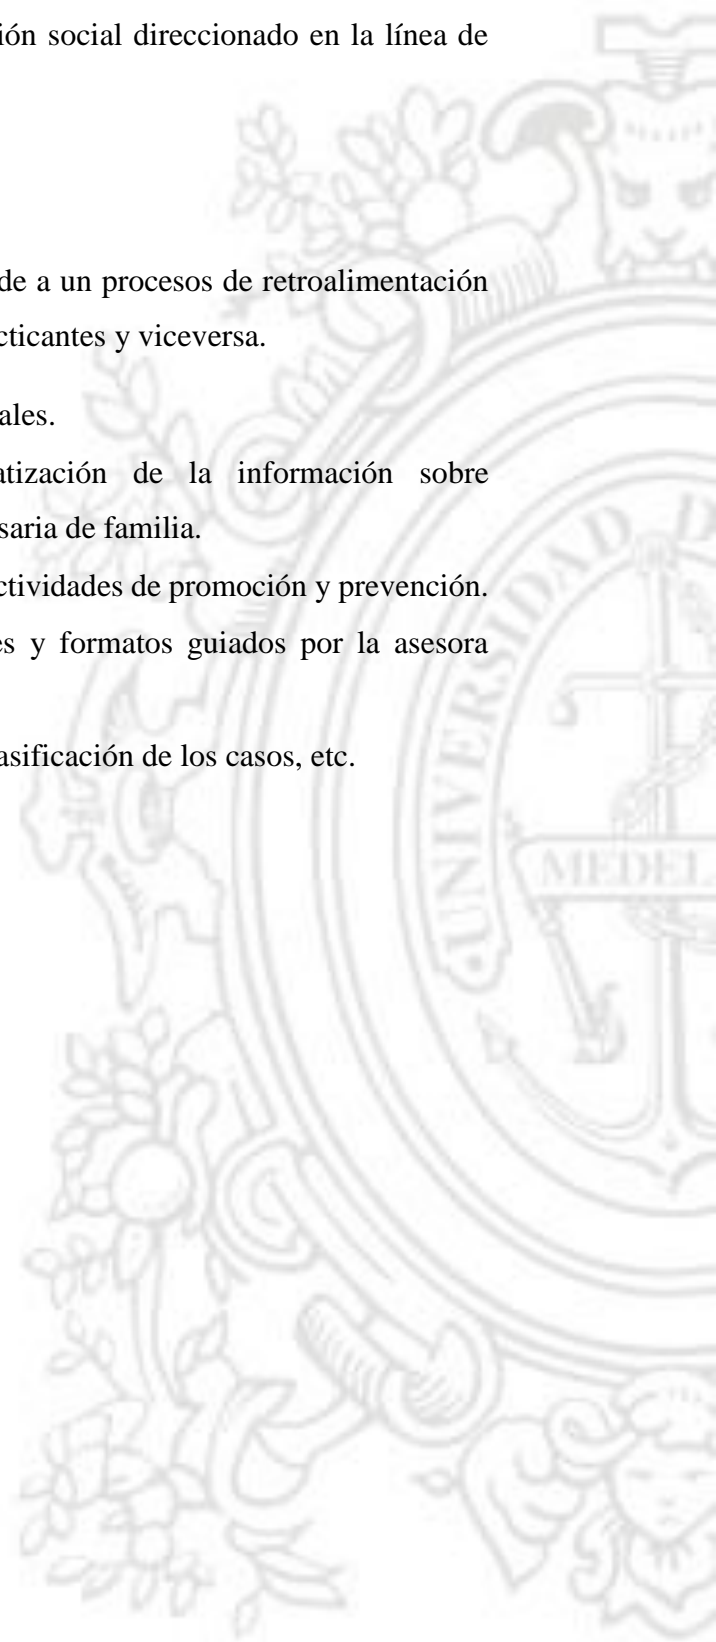 ión social direccionado en la línea de
de a un procesos de retroalimentación
cticantes y viceversa.
ales.
atización de la información sobre
saria de familia.
ctividades de promoción y prevención.
es y formatos guiados por la asesora
asificación de los casos, etc.
UNIVERSIDAD D
MEDEL